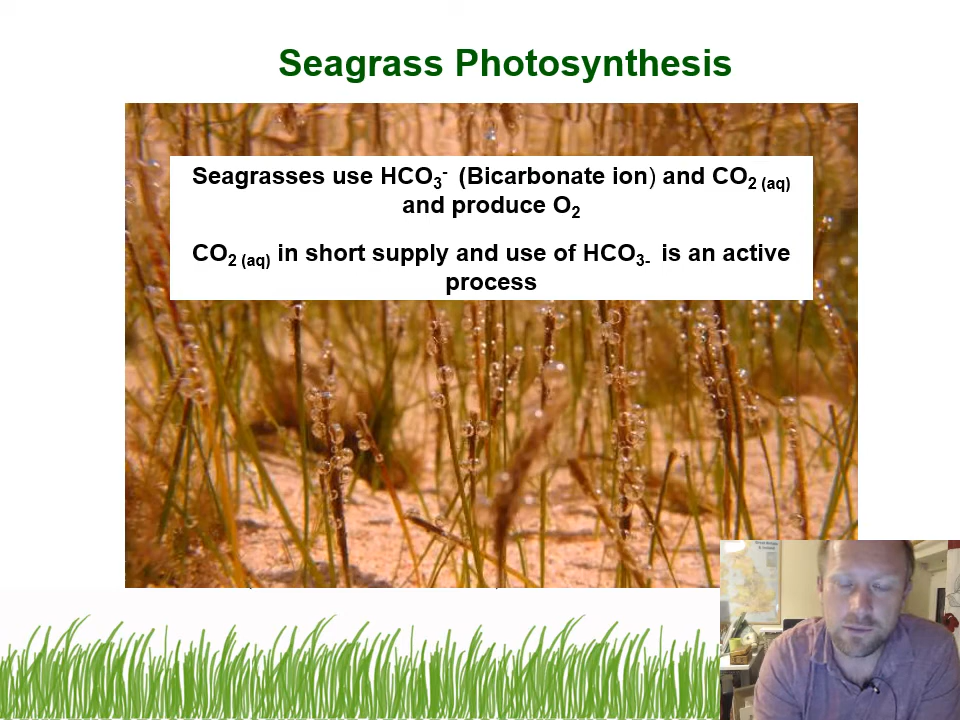 Seagrass Photosynthesis
Seagrasses use HCO₃⁻ (Bicarbonate ion) and CO₂ ₍ₐq₎
and produce O₂
CO₂ ₍ₐq₎ in short supply and use of HCO₃₋ is an active
process